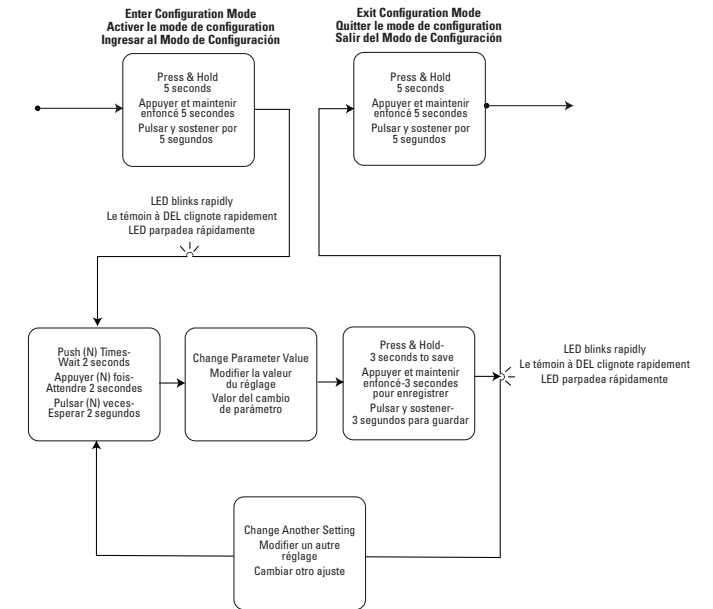 Enter Configuration Mode
Activer le mode de configuration
Ingresar al Modo de Configuración
Exit Configuration Mode
Quitter le mode de configuration
Salir del Modo de Configuración
Press & Hold
5 seconds
Appuyer et maintenir
enfoncé 5 secondes
Pulsar y sostener por
5 segundos
Press & Hold
5 seconds
Appuyer et maintenir
enfoncé 5 secondes
Pulsar y sostener por
5 segundos
LED blinks rapidly
Le témoin à DEL clignote rapidement
LED parpadea rápidamente
Push (N) Times-
Wait 2 seconds
Appuyer (N) fois-
Attendre 2 secondes
Pulsar (N) veces-
Esperar 2 segundos
Change Parameter Value
Modifier la valeur
du réglage
Valor del cambio
de parámetro
Press & Hold-
3 seconds to save
Appuyer et maintenir
enfoncé-3 secondes
pour enregistrer
Pulsar y sostener-
3 segundos para guardar
LED blinks rapidly
Le témoin à DEL clignote rapidement
LED parpadea rápidamente
Change Another Setting
Modifier un autre
réglage
Cambiar otro ajuste